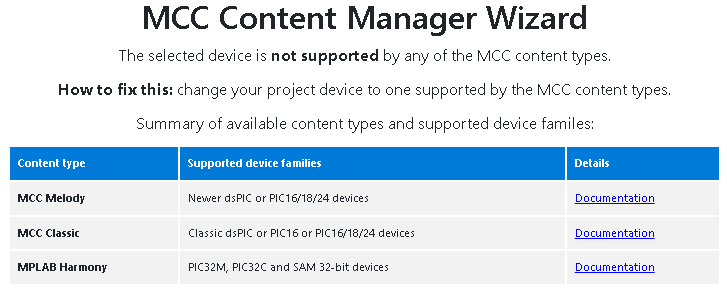 MCC Content Manager Wizard
The selected device is not supported by any of the MCC content types.
How to fix this: change your project device to one supported by the MCC content types.
Summary of available content types and supported device familes:
Content type Supported device families Details
MCC Melody Newer dsPIC or PIC16/18/24 devices Documentation
MCC Classic Classic dsPIC or PIC16 or PIC16/18/24 devices Documentation
MPLAB Harmony PIC32M, PIC32C and SAM 32-bit devices Documentation